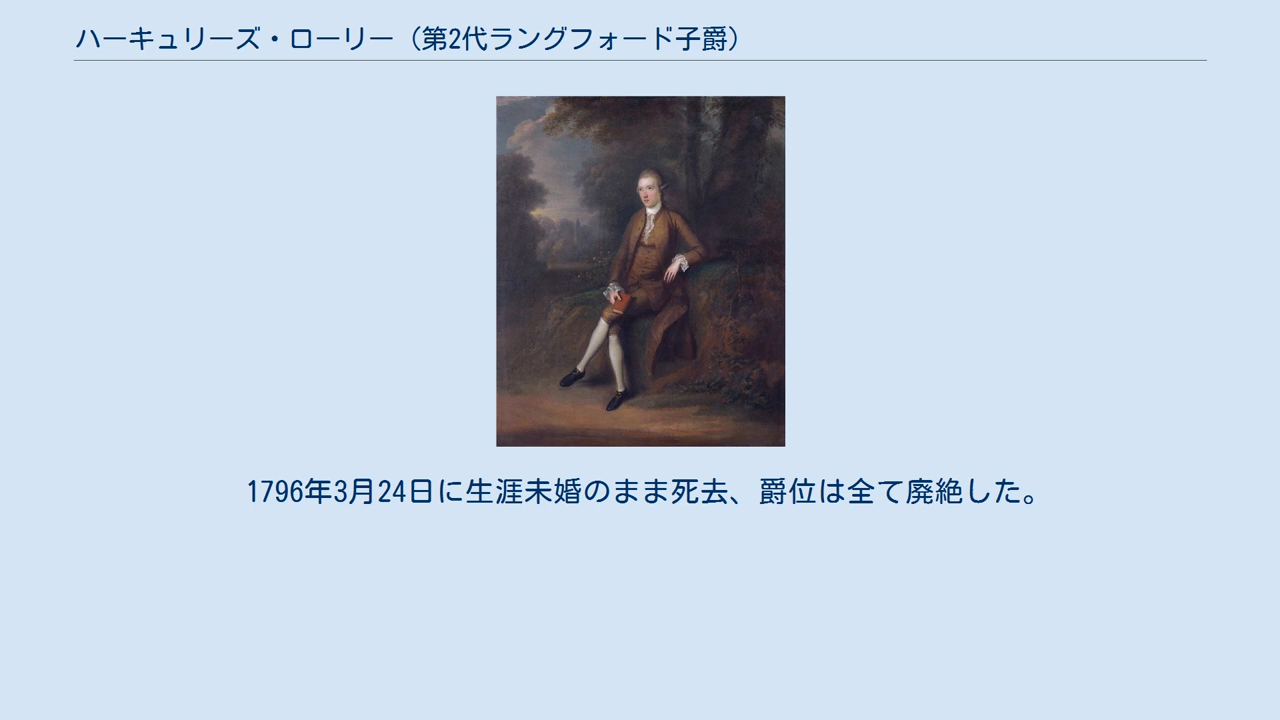 ハーキュリーズ・ローリー（第2代ラングフォード子爵）
1796年3月24日に生涯未婚のまま死去、爵位は全て廃絶した。